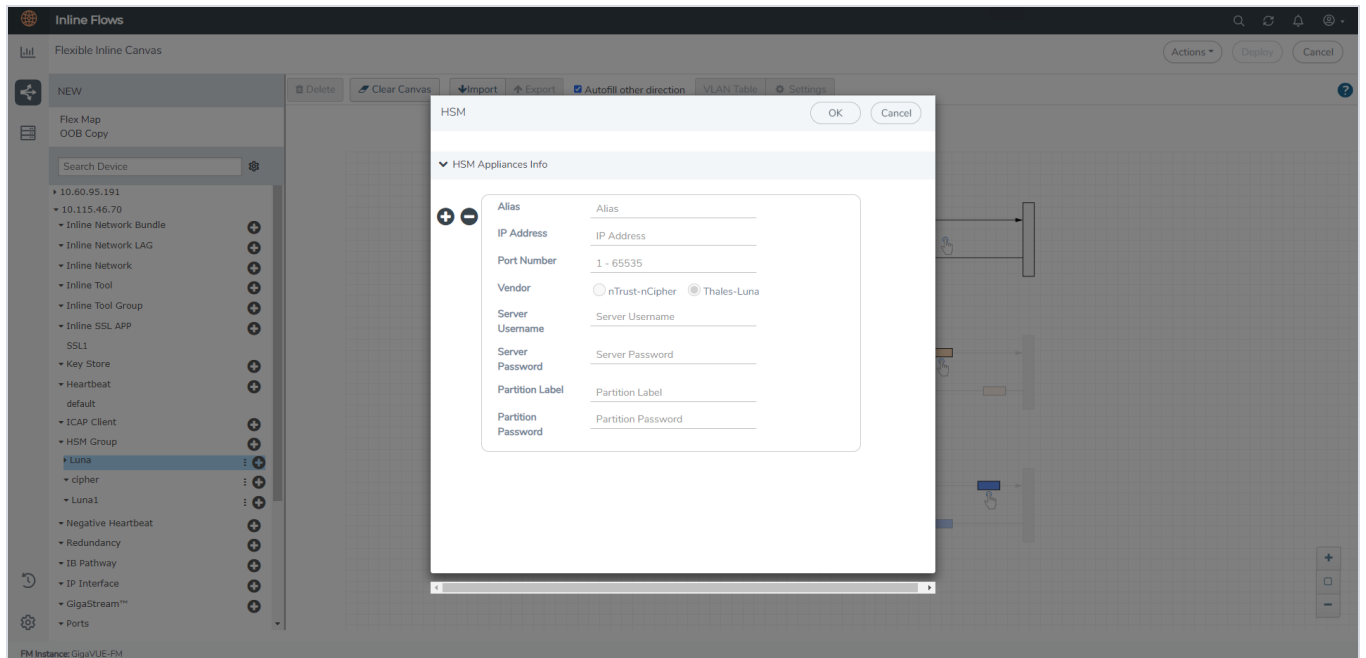 Inline Flows
Flexible Inline Canvas
Actions
Deploy
Cancel
NEW
Delete
Clear Canvas
Import
Export
Autofill other direction
VLAN Table
Settings
?
Flex Map
OOB Copy
Search Device
10.60.95.191
10.115.46.70
Inline Network Bundle
Inline Network LAG
Inline Network
Inline Tool
Inline Tool Group
Inline SSL APP
SSL1
Key Store
Heartbeat
default
ICAP Client
HSM Group
Luna
cipher
Luna1
Negative Heartbeat
Redundancy
IB Pathway
IP Interface
GigaStream™
Ports
HSM
OK
Cancel
HSM Appliances Info
Alias
Alias
IP Address
IP Address
Port Number
1 - 65535
Vendor
nTrust-nCipher
Thales-Luna
Server
Username
Server Username
Server
Password
Server Password
Partition Label
Partition Label
Partition
Password
Partition Password
FM Instance: GigaVUE-FM